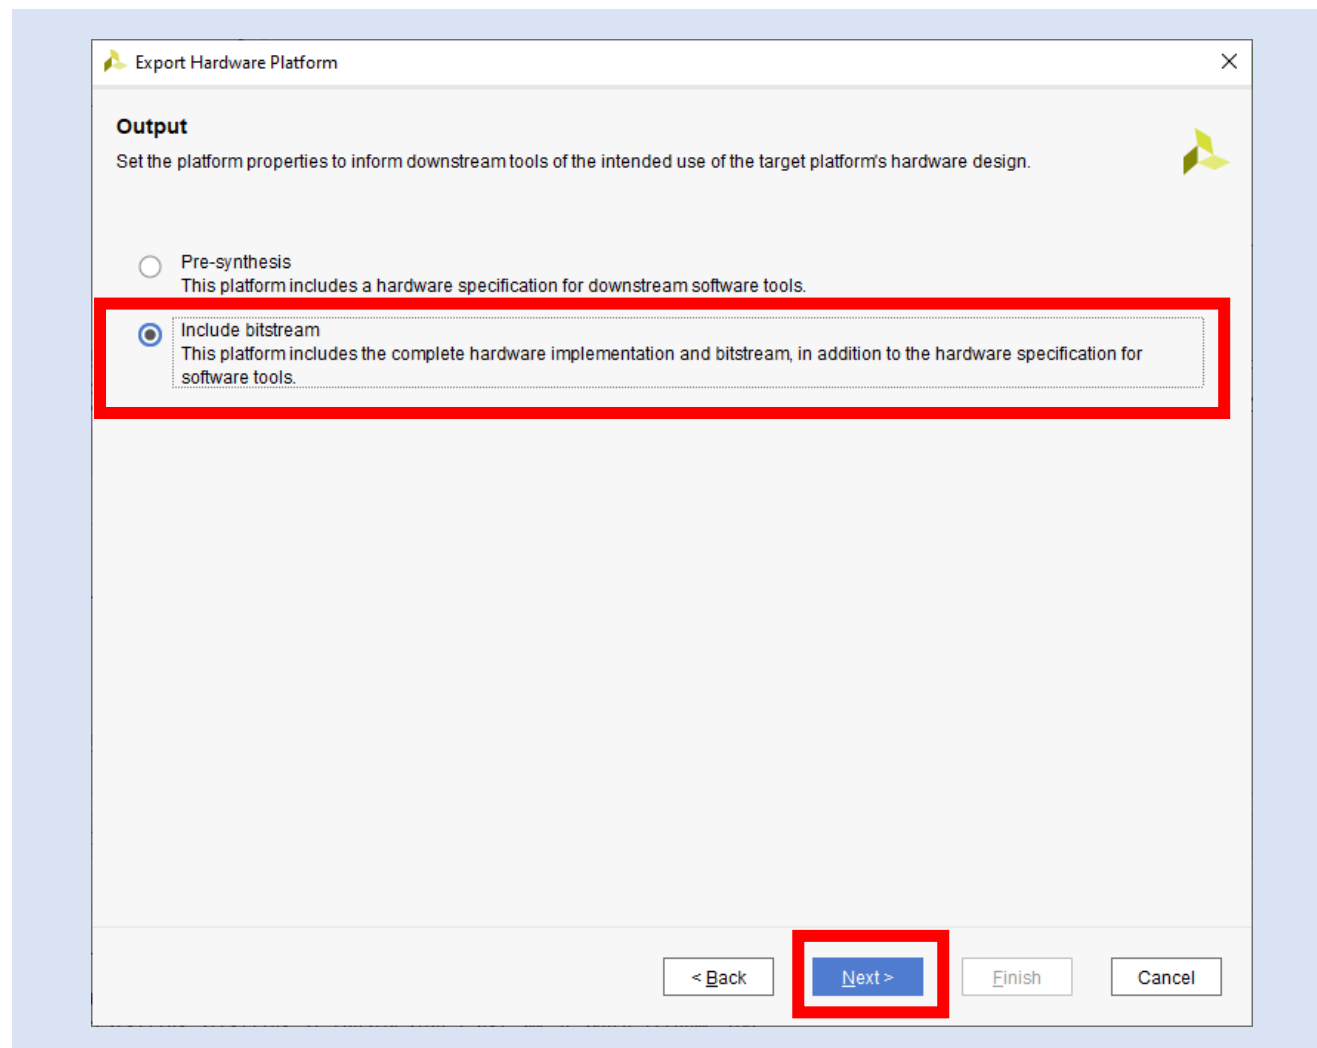 Export Hardware Platform
Output
Set the platform properties to inform downstream tools of the intended use of the target platform's hardware design.
Pre-synthesis
This platform includes a hardware specification for downstream software tools.
Include bitstream
This platform includes the complete hardware implementation and bitstream, in addition to the hardware specification for
software tools.
< Back
Next >
Finish
Cancel